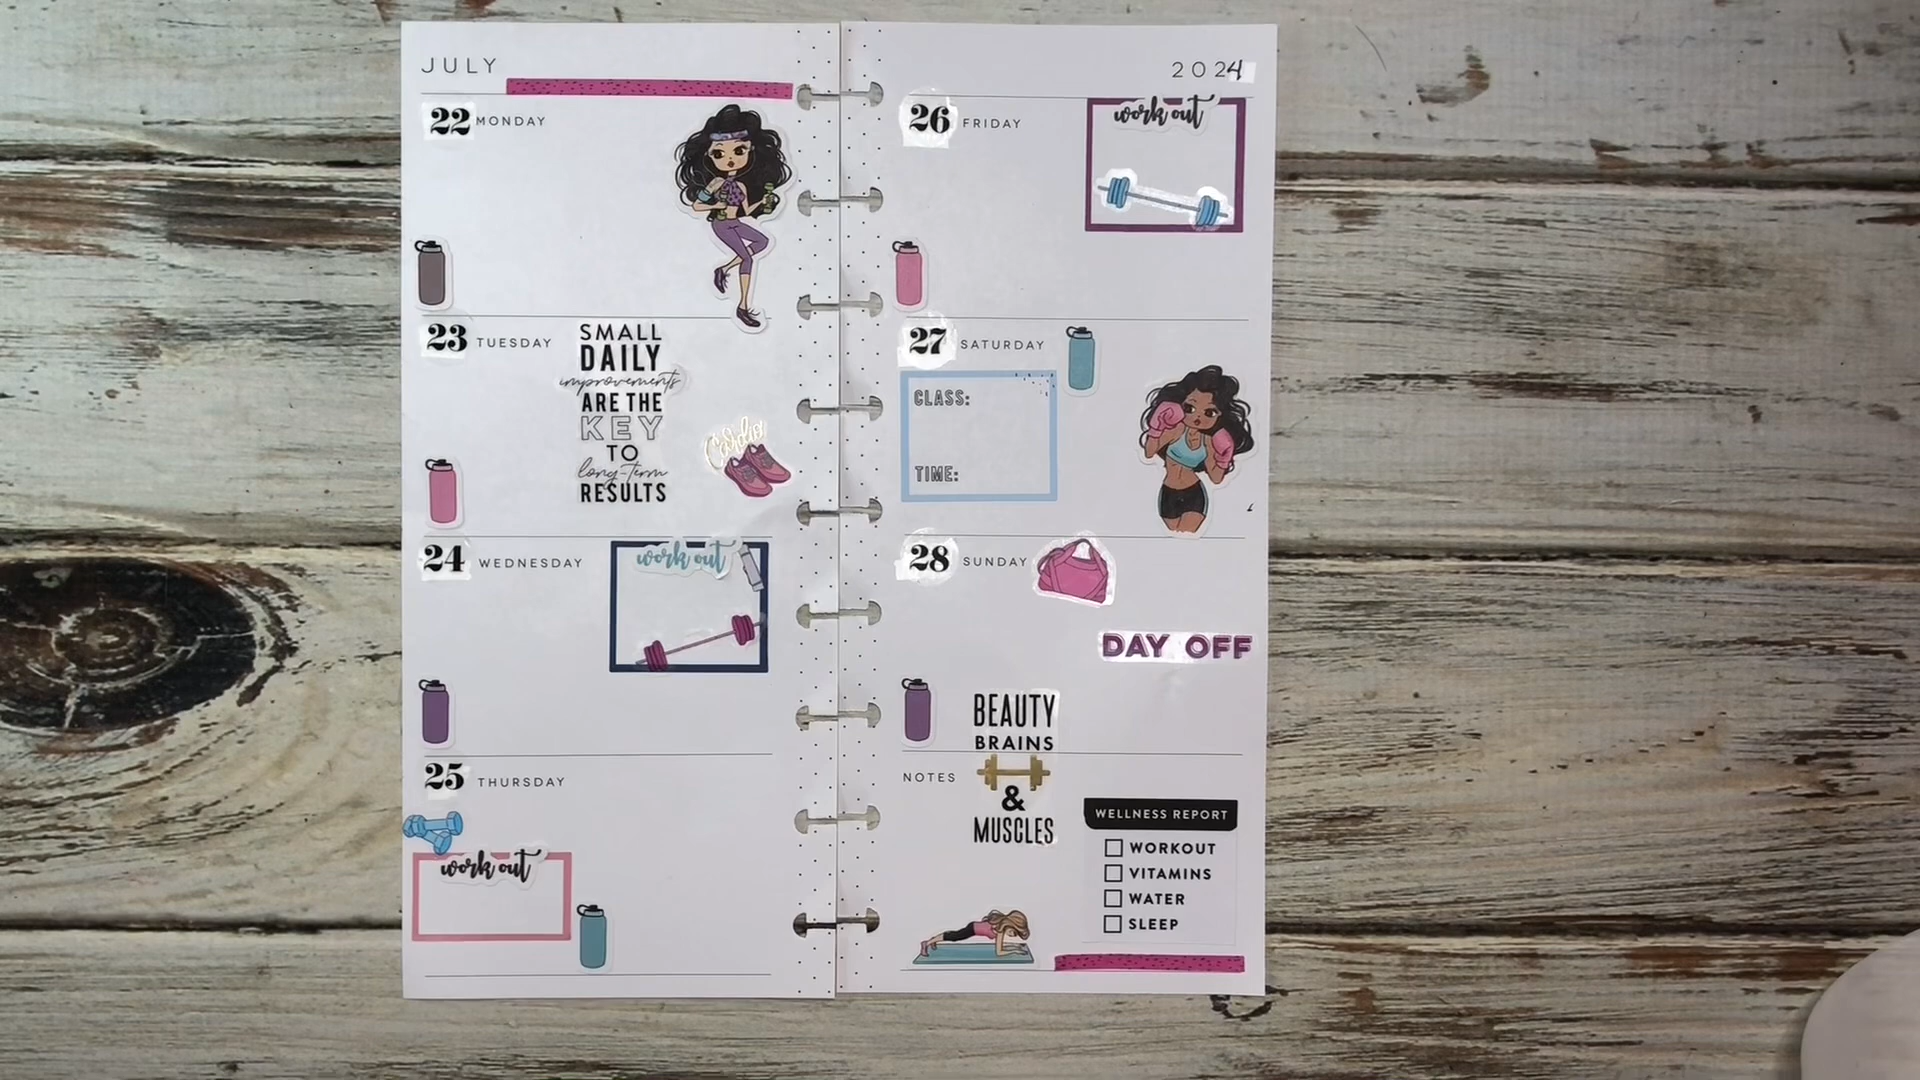 JULY
22 MONDAY
23 TUESDAY
SMALL
DAILY
improvements
ARE THE
KEY
TO
long-term
RESULTS
Cardio
24 WEDNESDAY
work out
25 THURSDAY
work out
2024
26 FRIDAY
work out
27 SATURDAY
CLASS:
TIME:
28 SUNDAY
DAY OFF
BEAUTY
BRAINS
&
MUSCLES
NOTES
WELLNESS REPORT
WORKOUT
VITAMINS
WATER
SLEEP